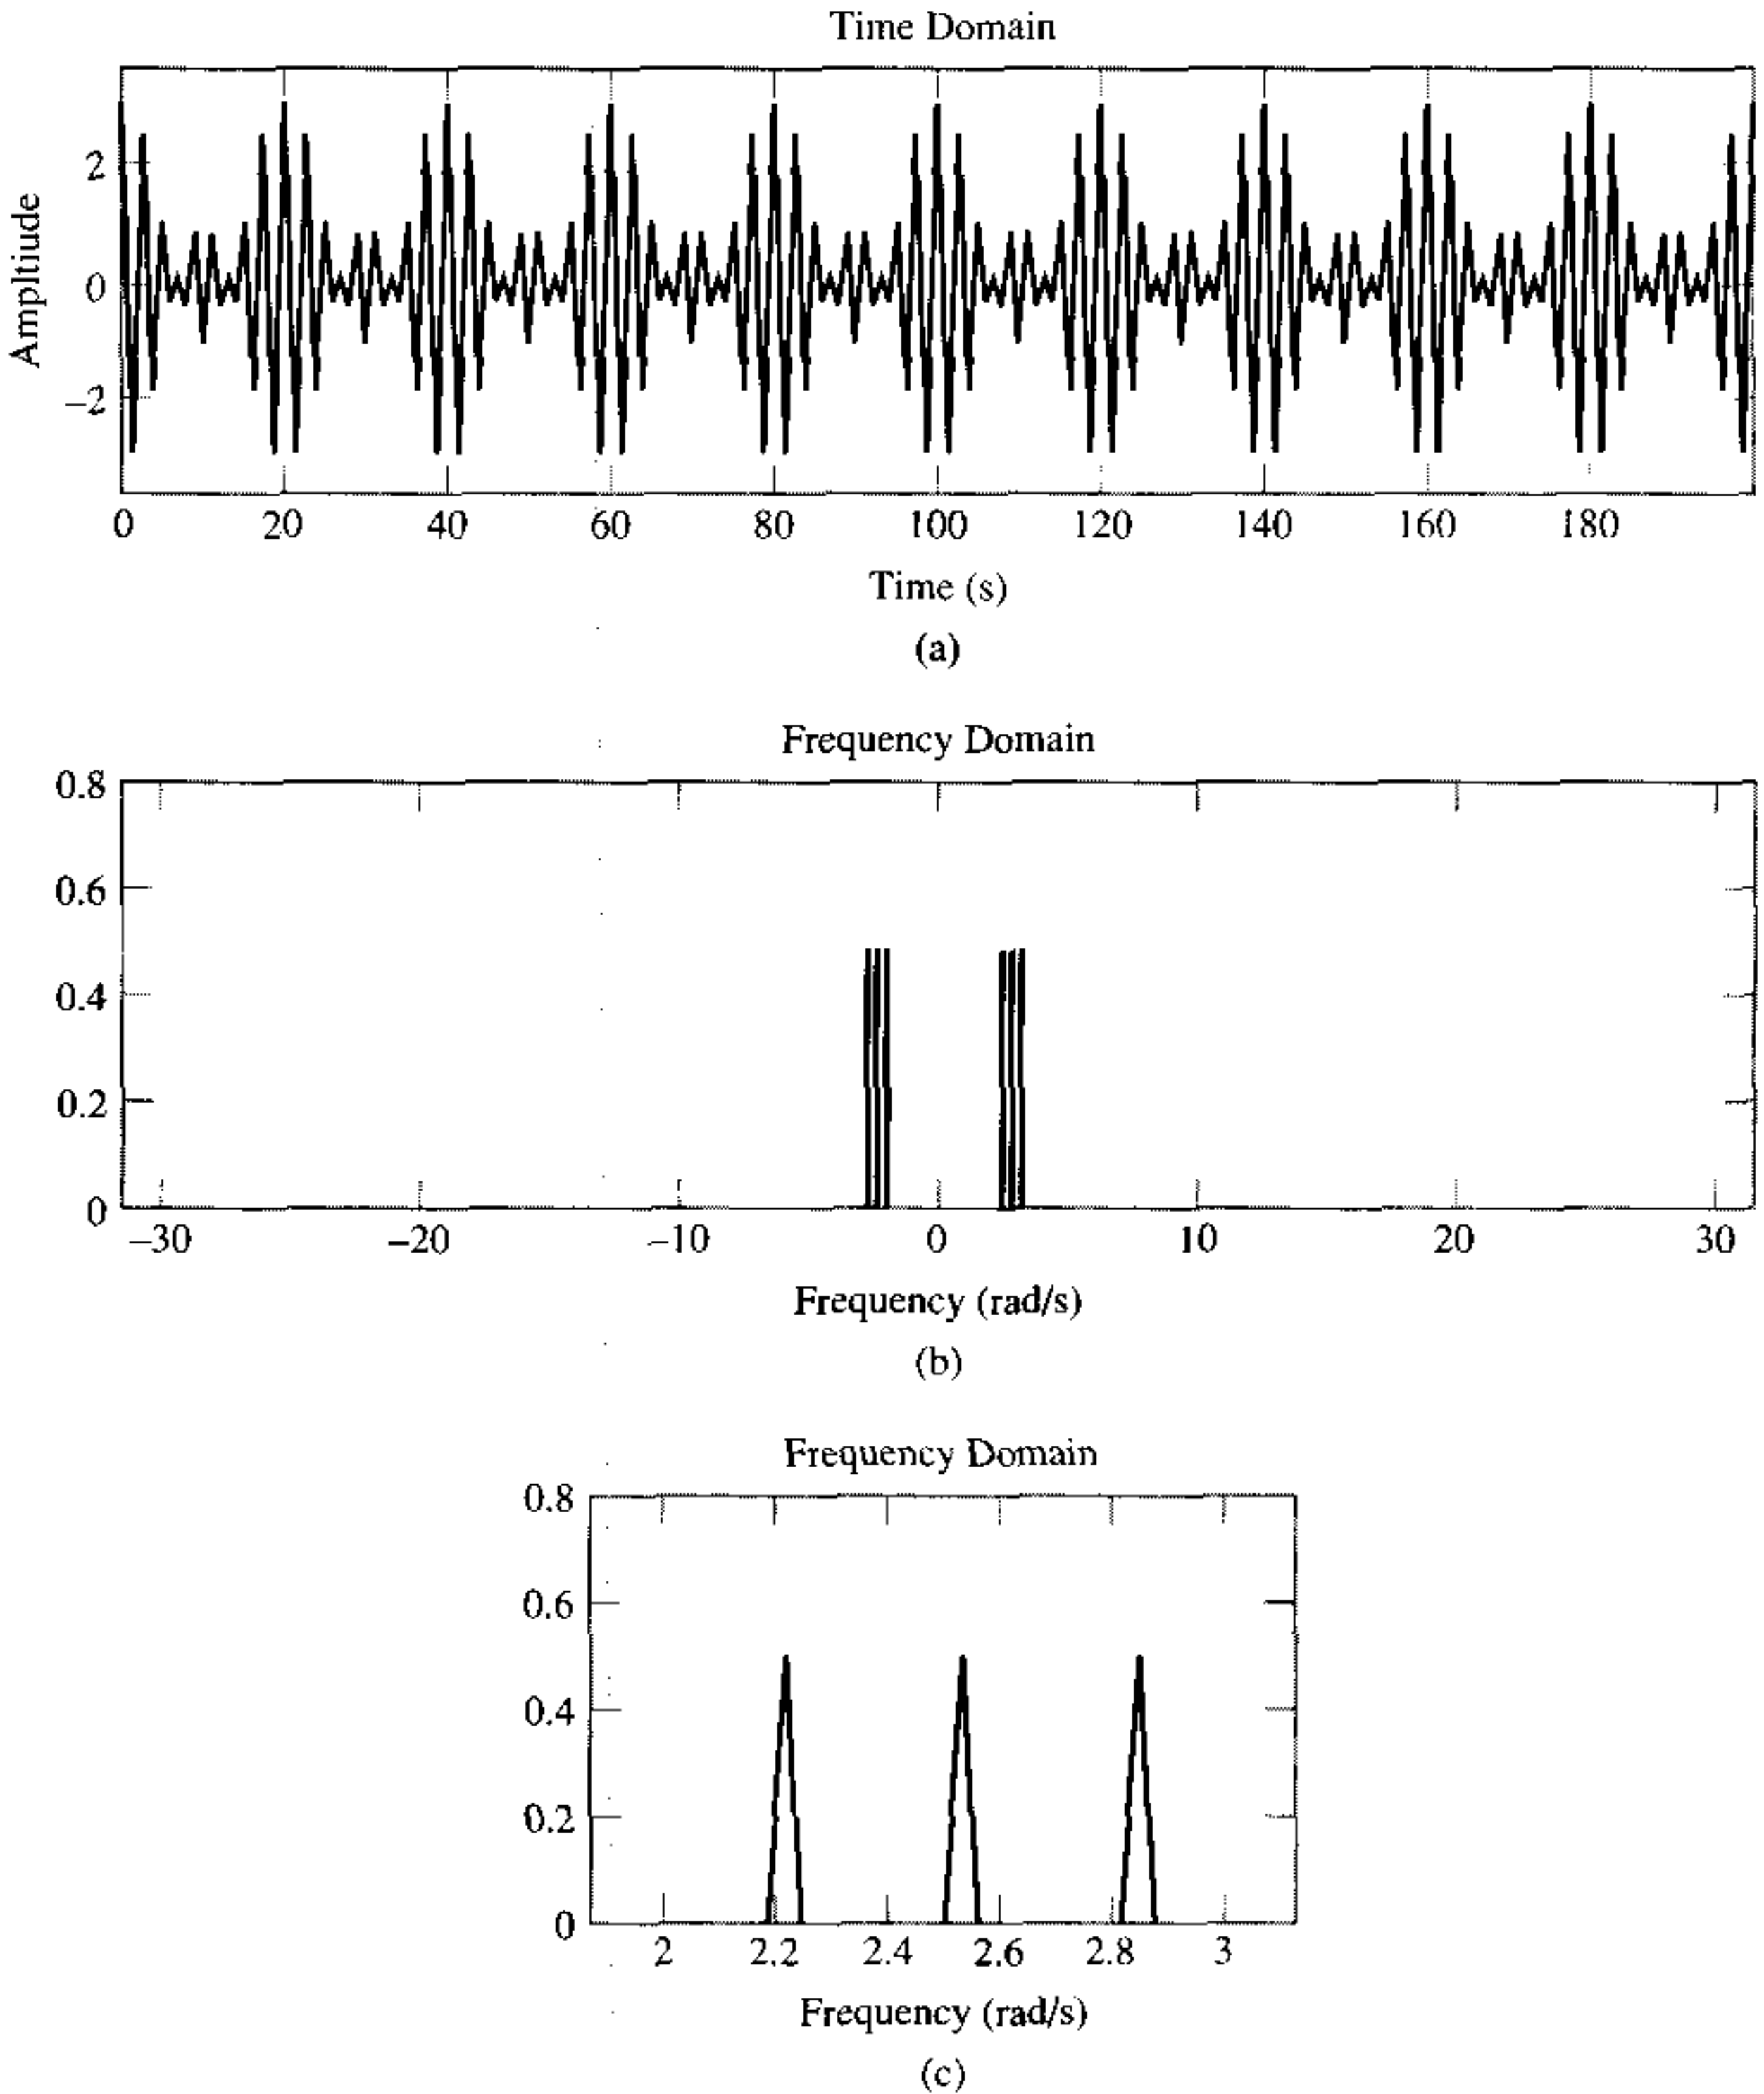 Time Domain
Amplitude
2
0
−2
0 20 40 60 80 100 120 140 160 180
Time (s)
(a)
Frequency Domain
0.8
0.6
0.4
0.2
0
−30 −20 −10 0 10 20 30
Frequency (rad/s)
(b)
Frequency Domain
0.8
0.6
0.4
0.2
0
2 2.2 2.4 2.6 2.8 3
Frequency (rad/s)
(c)